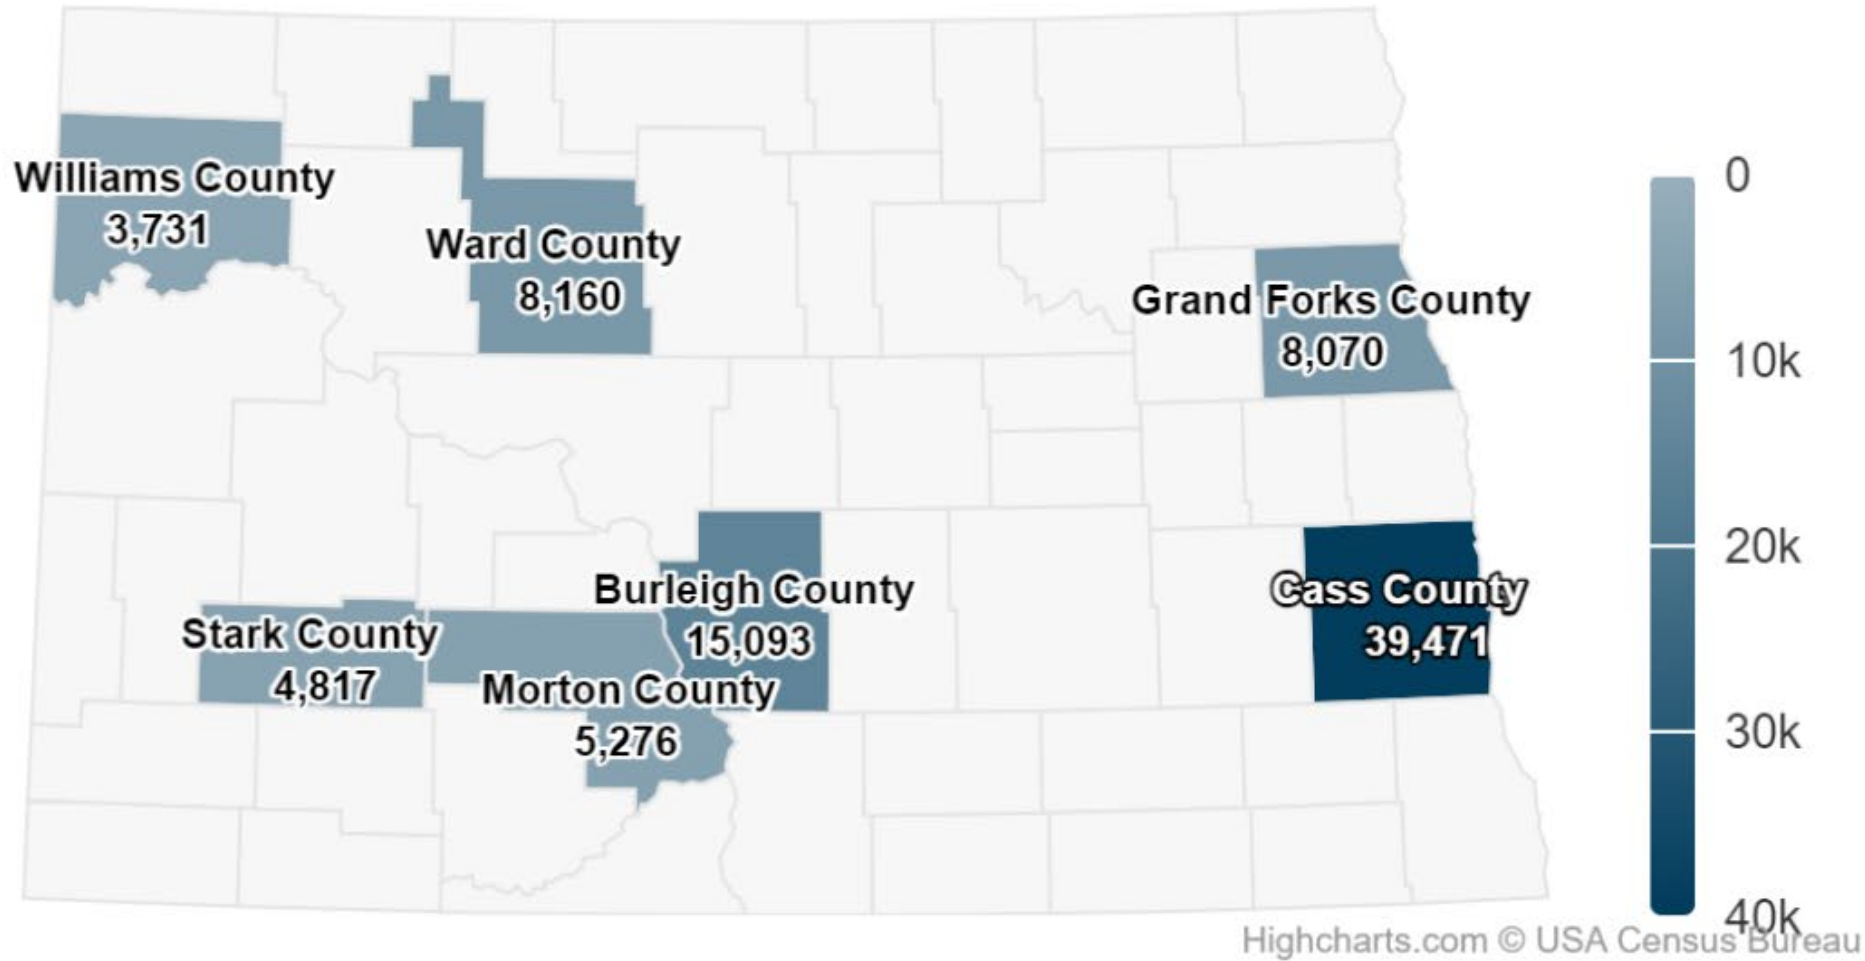 Williams County
3,731
Ward County
8,160
Grand Forks County
8,070
Burleigh County
15,093
Cass County
39,471
Stark County
4,817
Morton County
5,276
0
10k
20k
30k
40k
Highcharts.com © USA Census Bureau